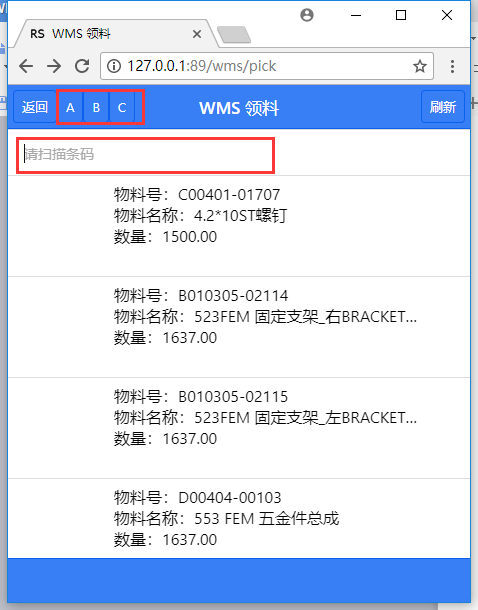 RS WMS 领料
127.0.0.1:89/wms/pick
返回 A B C WMS 领料 刷新
请扫描条码
物料号：C00401-01707
物料名称：4.2*10ST螺钉
数量：1500.00
物料号：B010305-02114
物料名称：523FEM 固定支架_右BRACKET...
数量：1637.00
物料号：B010305-02115
物料名称：523FEM 固定支架_左BRACKET...
数量：1637.00
物料号：D00404-00103
物料名称：553 FEM 五金件总成
数量：1637.00